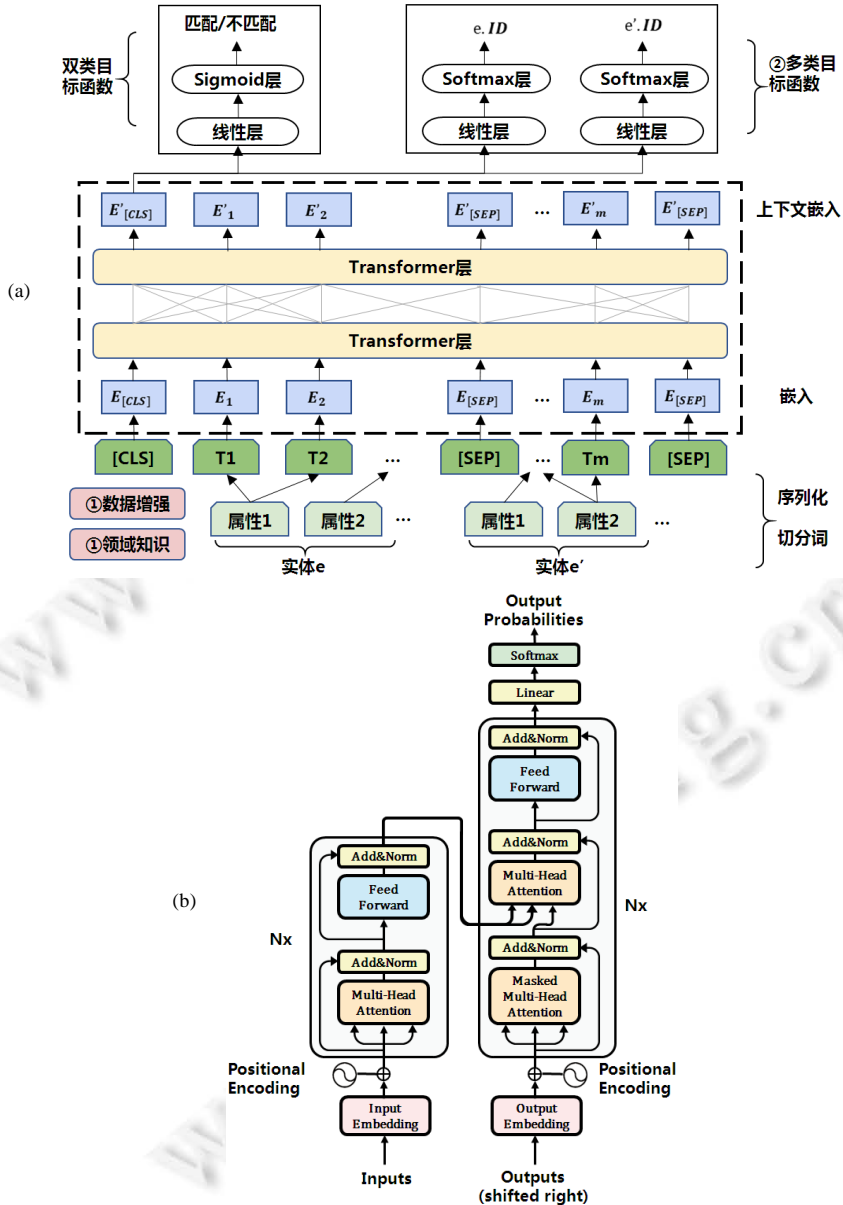 匹配/不匹配
e.ID
e'.ID
双类目
标函数
Sigmoid层
Softmax层
Softmax层
②多类目
标函数
线性层
线性层
线性层
E'[CLS]
E'1
E'2
E'[SEP]
...
E'm
E'[SEP]
上下文嵌入
Transformer层
(a)
Transformer层
E[CLS]
E1
E2
E[SEP]
...
Em
E[SEP]
嵌入
[CLS]
T1
T2
...
[SEP]
...
Tm
[SEP]
①数据增强
①领域知识
属性1
属性2
...
属性1
属性2
...
序列化
切分词
实体e
实体e'
Output
Probabilities
Softmax
Linear
Add&Norm
Feed
Forward
Add&Norm
Multi-Head
Attention
Add&Norm
Masked
Multi-Head
Attention
Nx
(b)
Add&Norm
Feed
Forward
Nx
Add&Norm
Multi-Head
Attention
Positional
Encoding
Positional
Encoding
Input
Embedding
Output
Embedding
Inputs
Outputs
(shifted right)